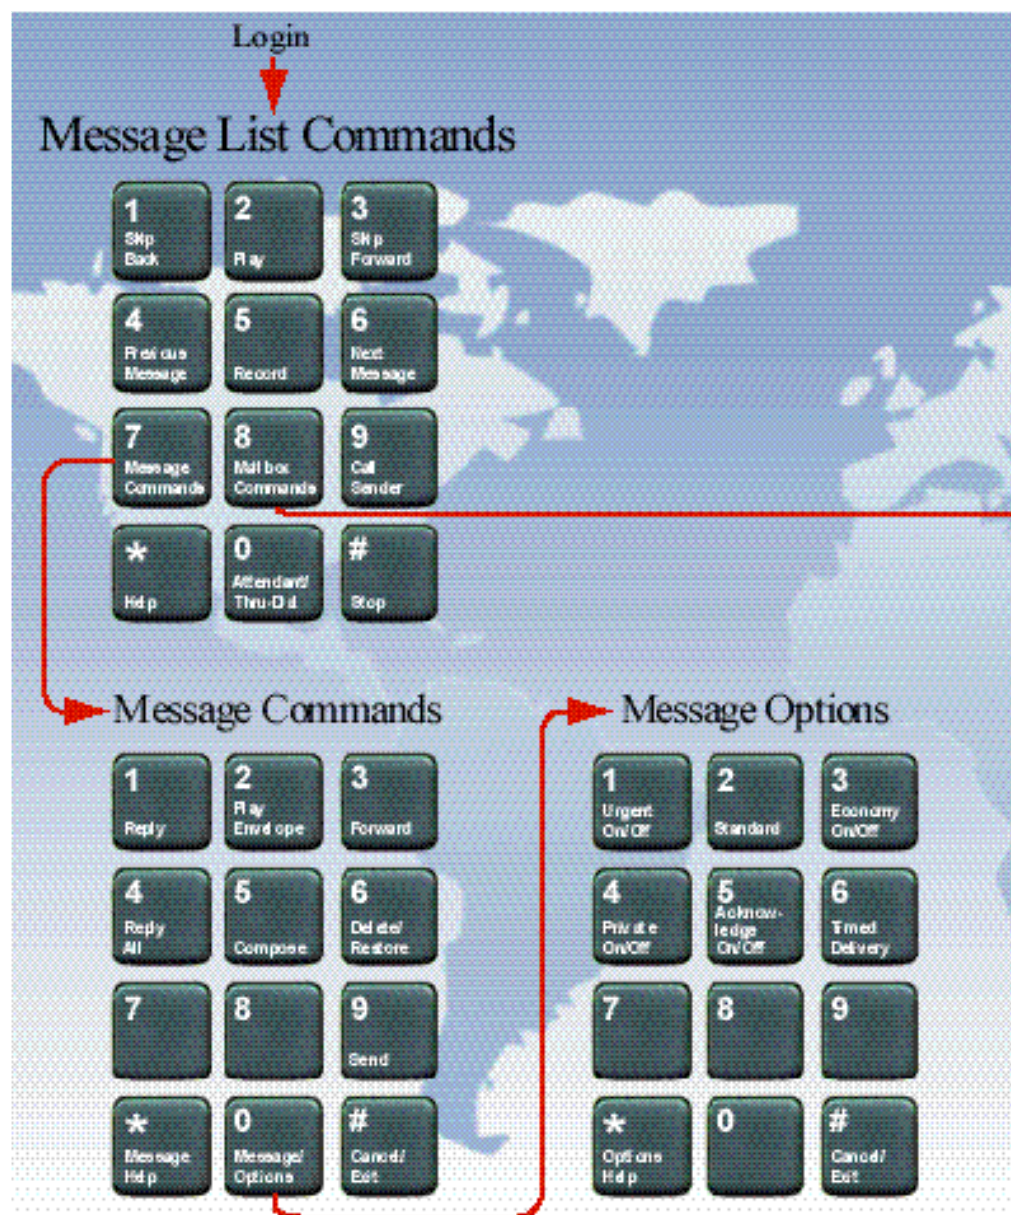 Login
Message List Commands
1
Skip
Back
2
Play
3
Skip
Forward
4
Previous
Message
5
Record
6
Next
Message
7
Message
Commands
8
Mailbox
Commands
9
Call
Sender
*
Help
0
Attendant/
Thru-Dial
#
Stop
Message Commands
1
Reply
2
Play
Envelope
3
Forward
4
Reply
All
5
Compose
6
Delete/
Restore
7
8
9
Send
*
Message
Help
0
Message/
Options
#
Cancel/
Exit
Message Options
1
Urgent
On/Off
2
Standard
3
Economy
On/Off
4
Private
On/Off
5
Acknow-
ledge
On/Off
6
Timed
Delivery
7
8
9
*
Options
Help
0
#
Cancel/
Exit